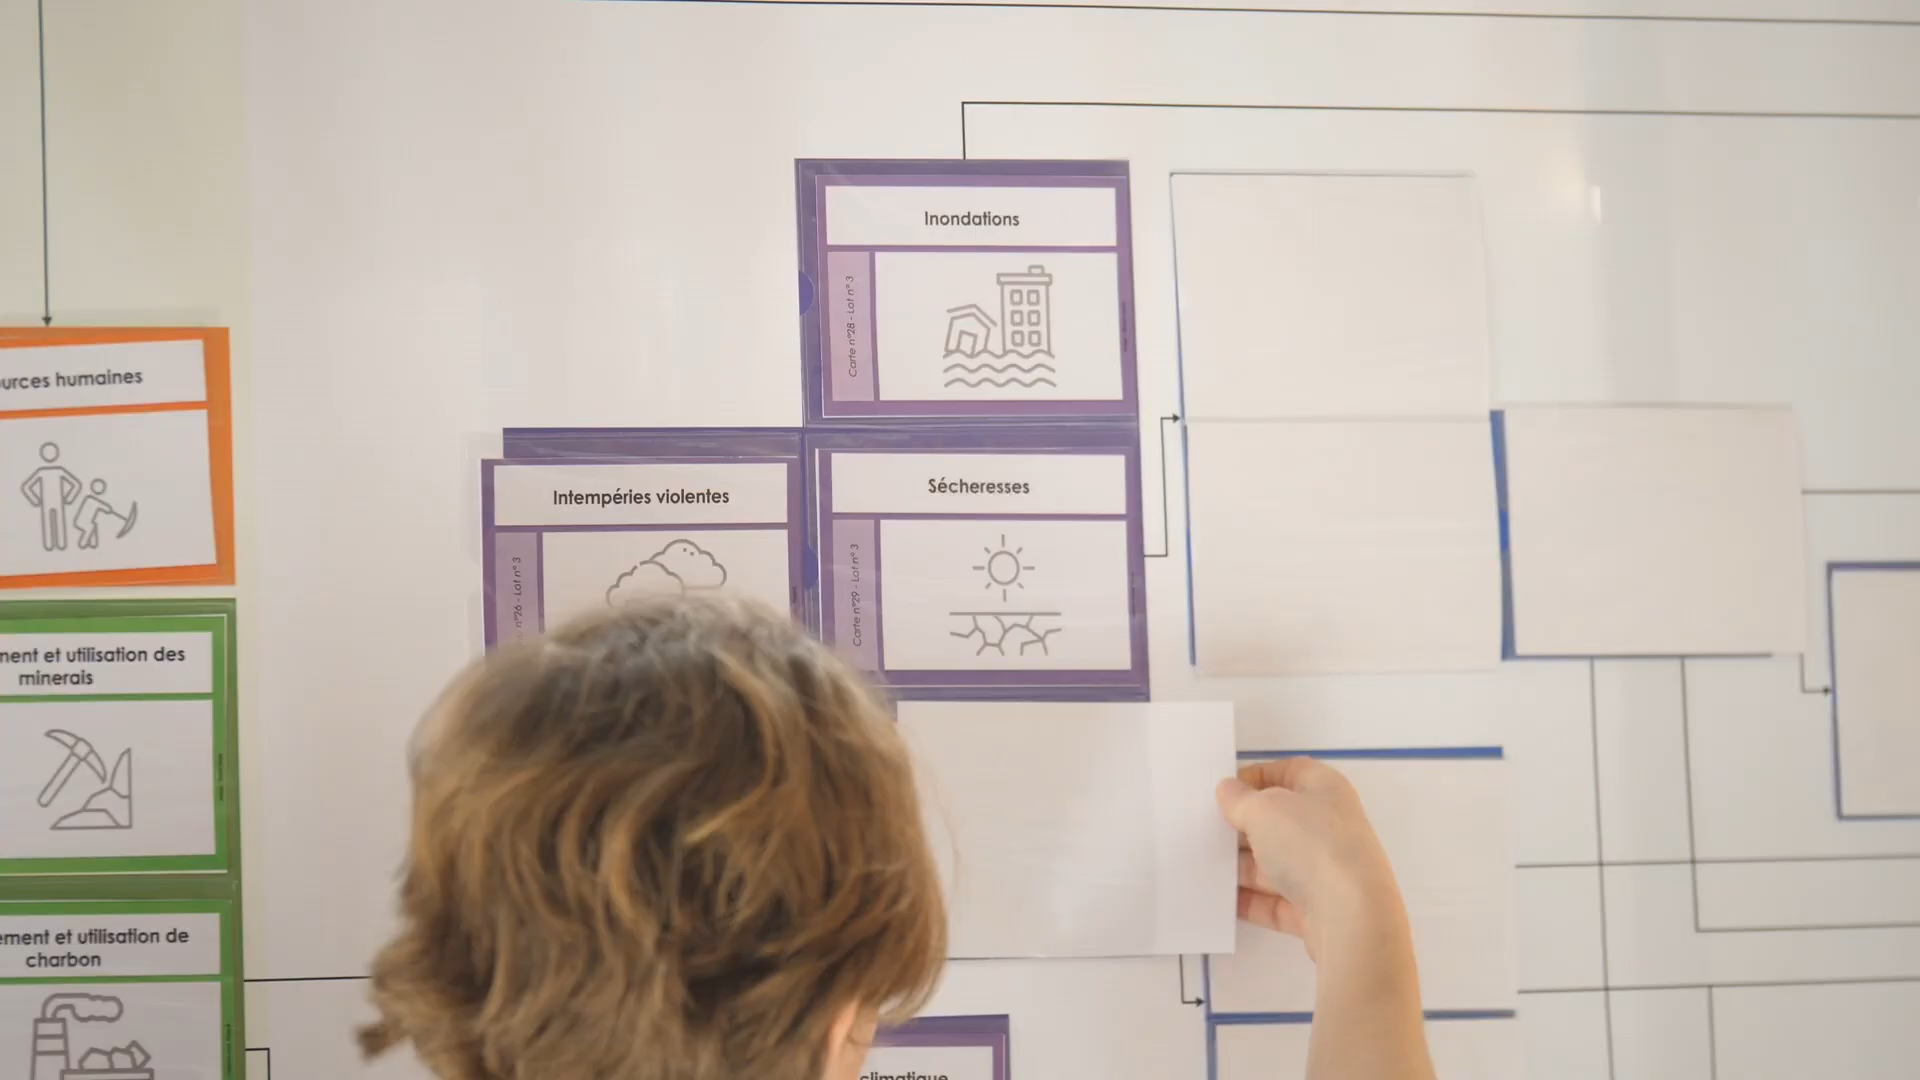 Inondations
Carte n°28 - Lot n° 3
urces humaines
Intempéries violentes
n°26 - Lot n° 3
Sécheresses
Carte n°29 - Lot n° 3
ment et utilisation des
minerais
ement et utilisation de
charbon
climatique